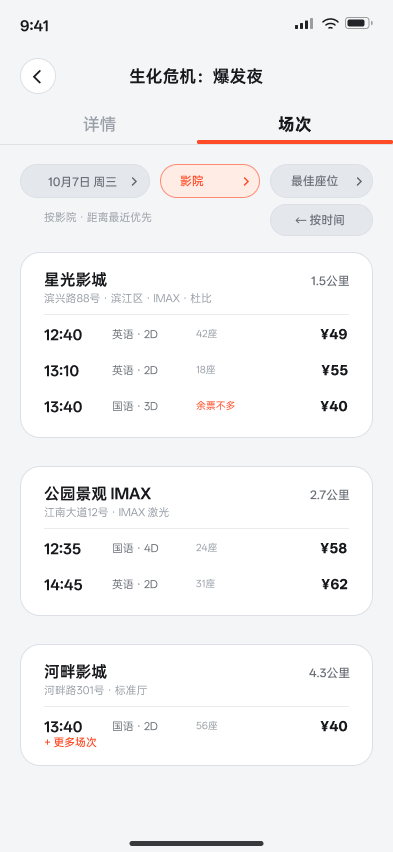 9:41
生化危机：爆发夜
详情 场次
10月7日 周三 影院 最佳座位
按影院 · 距离最近优先 ← 按时间
星光影城 1.5公里
滨兴路88号 · 滨江区 · IMAX · 杜比
12:40 英语 · 2D 42座 ¥49
13:10 英语 · 2D 18座 ¥55
13:40 国语 · 3D 余票不多 ¥40
公园景观 IMAX 2.7公里
江南大道12号 · IMAX 激光
12:35 国语 · 4D 24座 ¥58
14:45 英语 · 2D 31座 ¥62
河畔影城 4.3公里
河畔路301号 · 标准厅
13:40 国语 · 2D 56座 ¥40
+ 更多场次